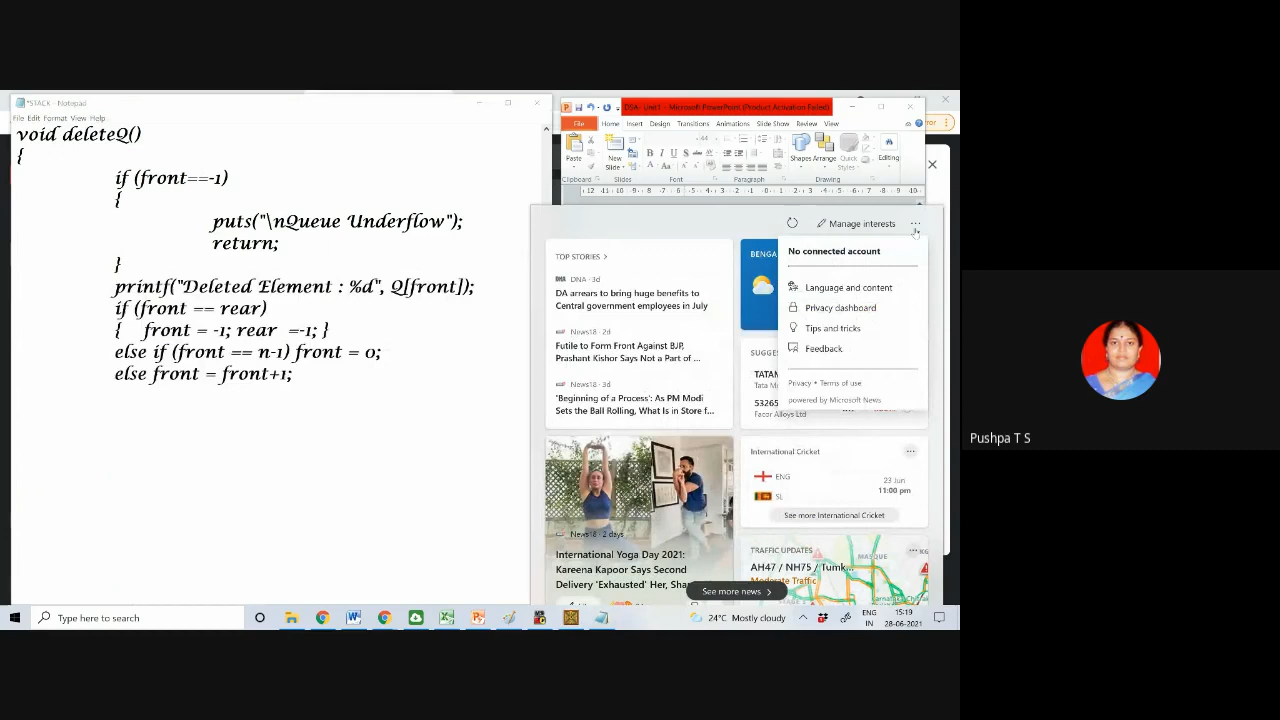 *STACK - Notepad
File Edit Format View Help
void deleteQ()
{
if (front==-1)
{
puts("\nQueue Underflow");
return;
}
printf("Deleted Element : %d", Q[front]);
if (front == rear)
{ front = -1; rear =-1; }
else if (front == n-1) front = 0;
else front = front+1;
DSA- Unit1 - Microsoft PowerPoint (Product Activation Failed)
File Home Insert Design Transitions Animations Slide Show Review View
Paste
New
Slide
Shapes Arrange Quick
Editing
Clipboard Slides Font Paragraph Drawing
Manage interests
TOP STORIES >
DNA · 3d
DA arrears to bring huge benefits to
Central government employees in July
News18 · 2d
Futile to Form Front Against BJP,
Prashant Kishor Says Not a Part of ...
News18 · 3d
'Beginning of a Process': As PM Modi
Sets the Ball Rolling, What Is in Store f...
BENGA
SUGGES
TATAM
Tata M
53265
Facor Alloys Ltd
No connected account
Language and content
Privacy dashboard
Tips and tricks
Feedback
Privacy • Terms of use
powered by Microsoft News
News18 · 2 days
International Yoga Day 2021:
Kareena Kapoor Says Second
Delivery 'Exhausted' Her, Shar
International Cricket
ENG
SL
23 Jun
11:00 pm
See more International Cricket
TRAFFIC UPDATES
AH47 / NH75 / Tumk...
Moderate Traffic
MASQUE
See more news >
Type here to search
24°C Mostly cloudy
ENG
IN
15:19
28-06-2021
Pushpa T S